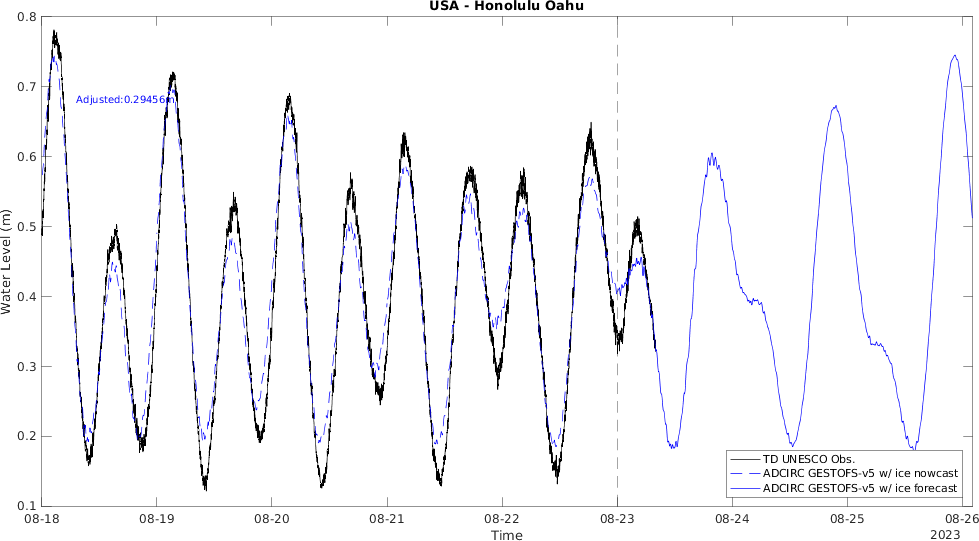 USA - Honolulu Oahu
0.8
0.7
Adjusted:0.29456m
0.6
0.5
Water Level (m)
0.4
0.3
0.2
0.1
TD UNESCO Obs.
ADCIRC GESTOFS-v5 w/ ice nowcast
ADCIRC GESTOFS-v5 w/ ice forecast
08-18 08-19 08-20 08-21 08-22 08-23 08-24 08-25 08-26
Time
2023